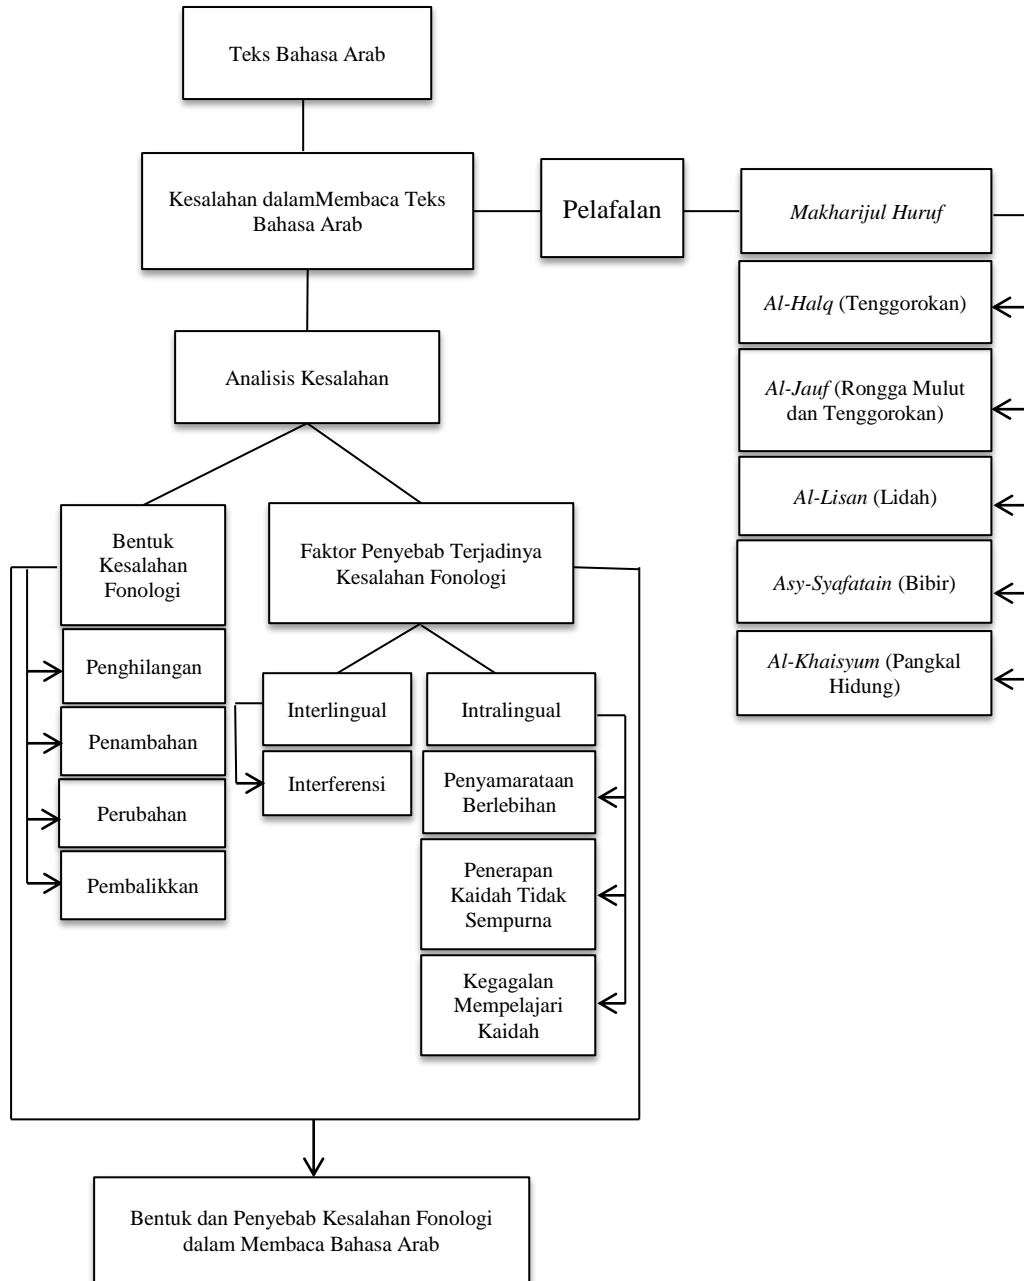 Teks Bahasa Arab
Kesalahan dalamMembaca Teks
Bahasa Arab
Pelafalan
Makharijul Huruf
Al-Halq (Tenggorokan)
Al-Jauf (Rongga Mulut
dan Tenggorokan)
Al-Lisan (Lidah)
Asy-Syafatain (Bibir)
Al-Khaisyum (Pangkal
Hidung)
Analisis Kesalahan
Bentuk
Kesalahan
Fonologi
Penghilangan
Penambahan
Perubahan
Pembalikkan
Faktor Penyebab Terjadinya
Kesalahan Fonologi
Interlingual
Interferensi
Intralingual
Penyamarataan
Berlebihan
Penerapan
Kaidah Tidak
Sempurna
Kegagalan
Mempelajari
Kaidah
Bentuk dan Penyebab Kesalahan Fonologi
dalam Membaca Bahasa Arab